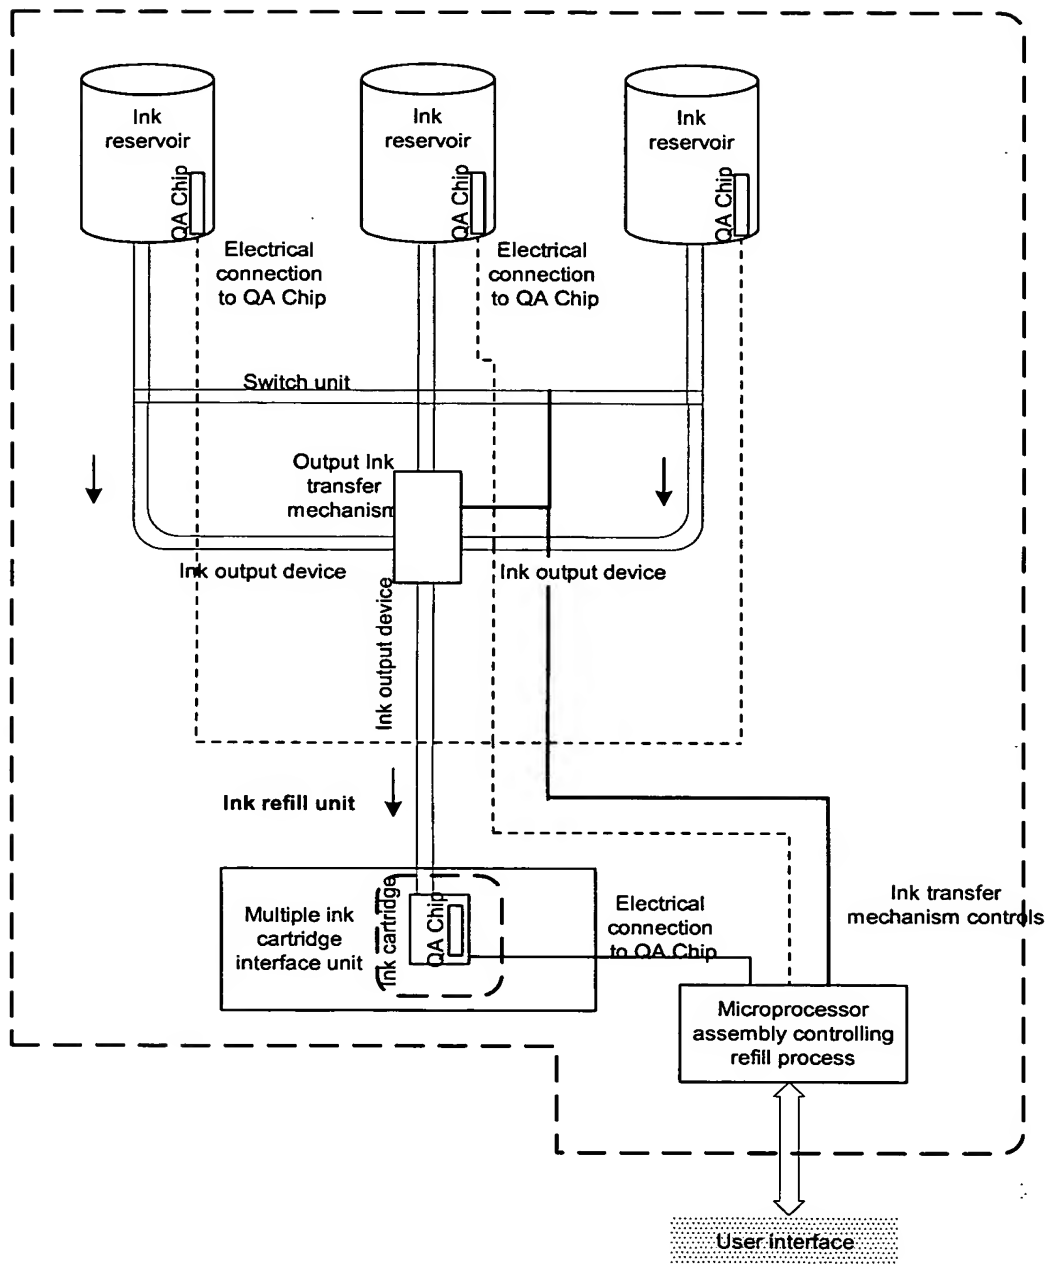 Ink
reservoir
QA Chip
Ink
reservoir
QA Chip
Ink
reservoir
QA Chip
Electrical
connection
to QA Chip
Electrical
connection
to QA Chip
Switch unit
Output Ink
transfer
mechanism
Ink output device
Ink output device
Ink output device
Ink refill unit
Multiple ink
cartridge
interface unit
Ink cartridge
QA Chip
Electrical
connection
to QA Chip
Ink transfer
mechanism controls
Microprocessor
assembly controlling
refill process
User interface